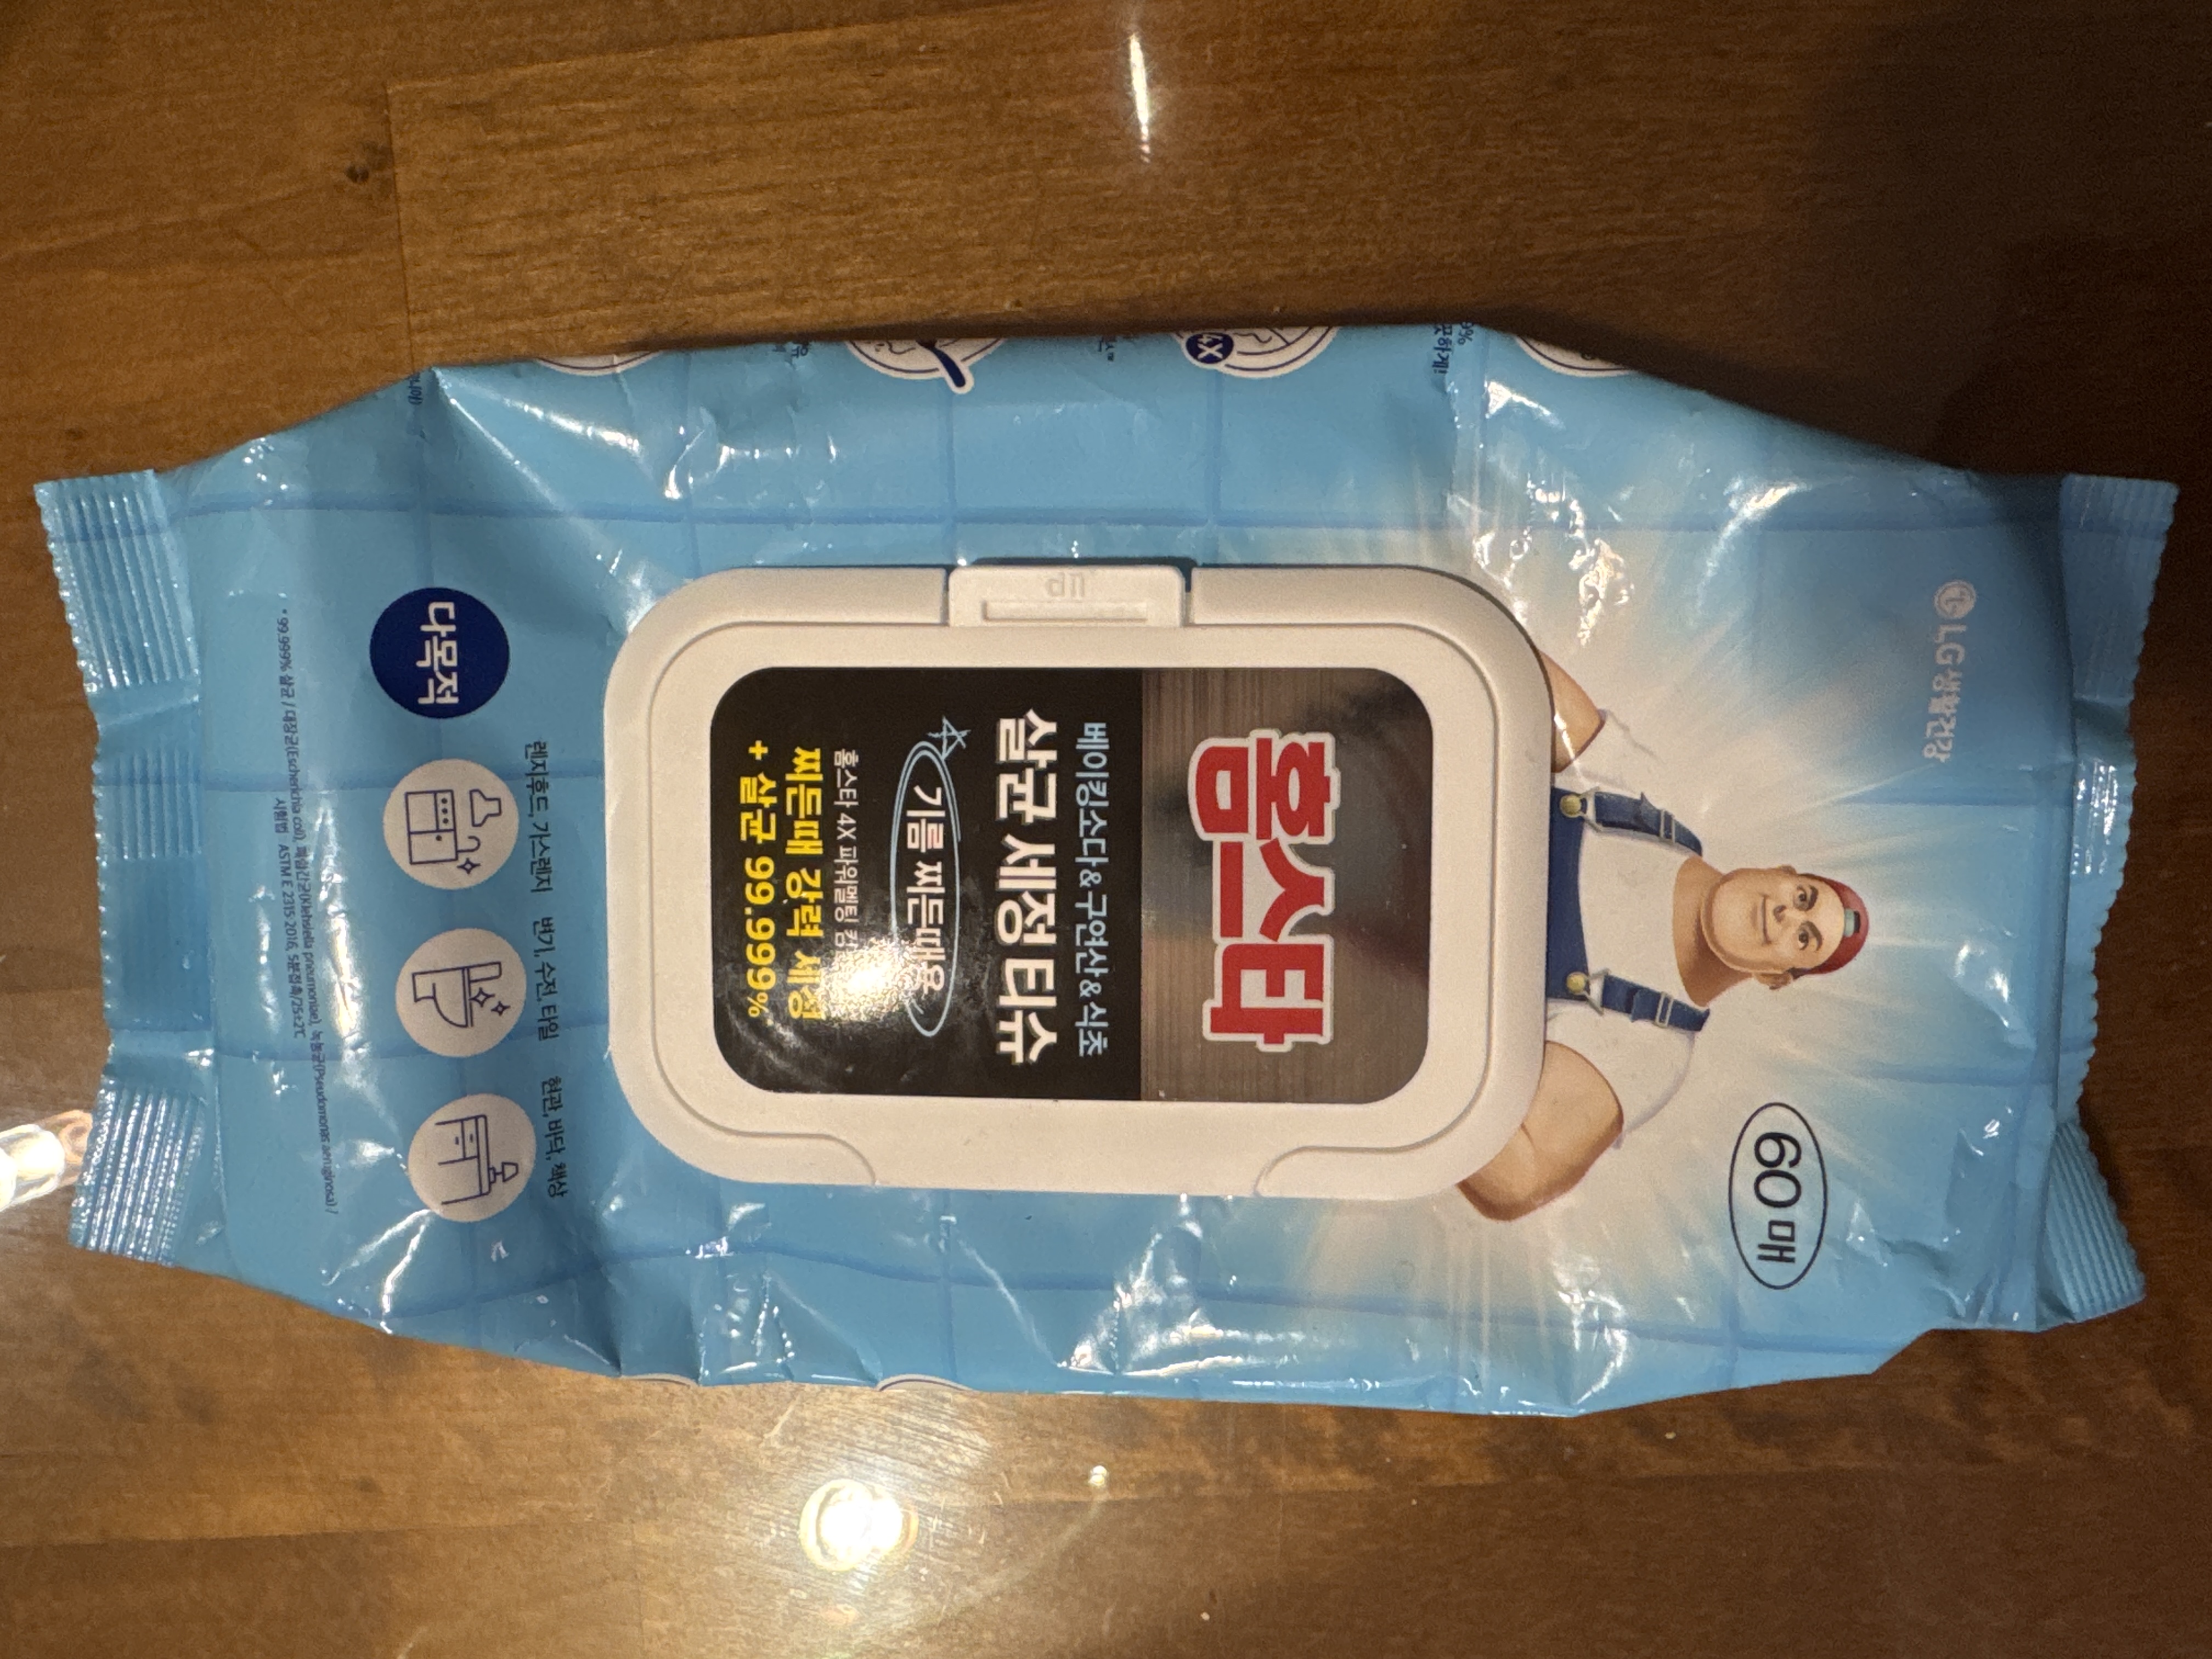 LG생활건강
60매
홈스타
베이킹소다&구연산&식초
살균 세정 티슈
기름 찌든때용
홈스타 4X 파워멜팅
찌든때 강력 세정
+ 살균 99.999%
UP
다목적
렌지후드, 가스렌지
변기, 수전, 타일
현관, 바닥, 책상
* 99.999% 살균 / 대장균(Escherichia coli), 폐렴간균(Klebsiella pneumoniae), 녹농균(Pseudomonas aeruginosa) /
시험법 ASTM E 2315 2016, 5분접촉/25±2℃
4X